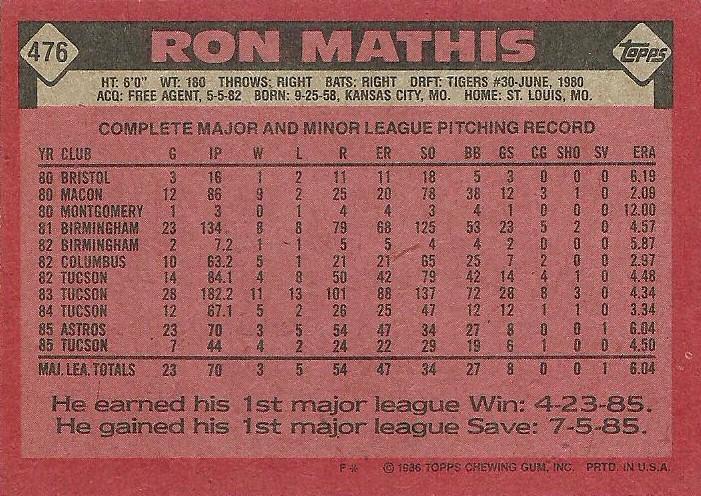 476 RON MATHIS topps
HT: 6'0" WT: 180 THROWS: RIGHT BATS: RIGHT DRFT: TIGERS #30-JUNE, 1980
ACQ: FREE AGENT, 5-5-82 BORN: 9-25-58, KANSAS CITY, MO. HOME: ST. LOUIS, MO.
COMPLETE MAJOR AND MINOR LEAGUE PITCHING RECORD
YR CLUB G IP W L R ER SO BB GS CG SHO SV ERA
80 BRISTOL 3 16 1 2 11 11 18 5 3 0 0 0 6.19
80 MACON 12 86 9 2 25 20 78 38 12 3 1 0 2.09
80 MONTGOMERY 1 3 0 1 4 4 3 4 1 0 0 0 12.00
81 BIRMINGHAM 23 134 8 8 79 68 125 53 23 5 2 0 4.57
82 BIRMINGHAM 2 7.2 1 1 5 5 4 4 2 0 0 0 5.87
82 COLUMBUS 10 63.2 5 1 21 21 65 25 7 2 0 0 2.97
82 TUCSON 14 84.1 4 8 50 42 79 42 14 4 1 0 4.48
83 TUCSON 28 182.2 11 13 101 88 137 72 28 8 3 0 4.34
84 TUCSON 12 67.1 5 2 26 25 47 12 12 1 1 0 3.34
85 ASTROS 23 70 3 5 54 47 34 27 8 0 0 1 6.04
85 TUCSON 7 44 4 2 24 22 29 19 6 1 0 0 4.50
MAJ. LEA. TOTALS 23 70 3 5 54 47 34 27 8 0 0 1 6.04
He earned his 1st major league Win: 4-23-85.
He gained his 1st major league Save: 7-5-85.
F* © 1986 TOPPS CHEWING GUM, INC. PRTD. IN U.S.A.